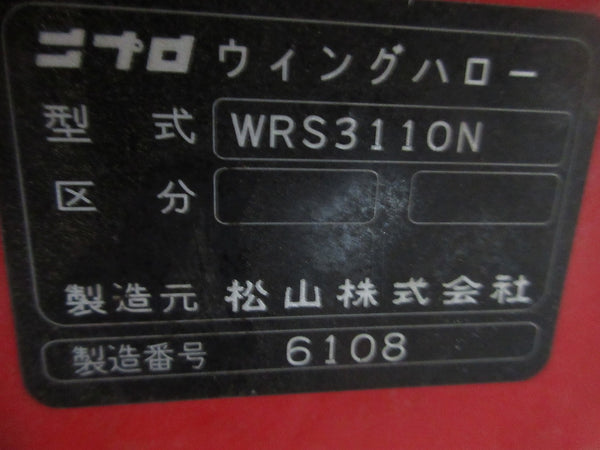 ニプロ ウィングハロー
型式 WRS3110N
区分
製造元 松山株式会社
製造番号 6108